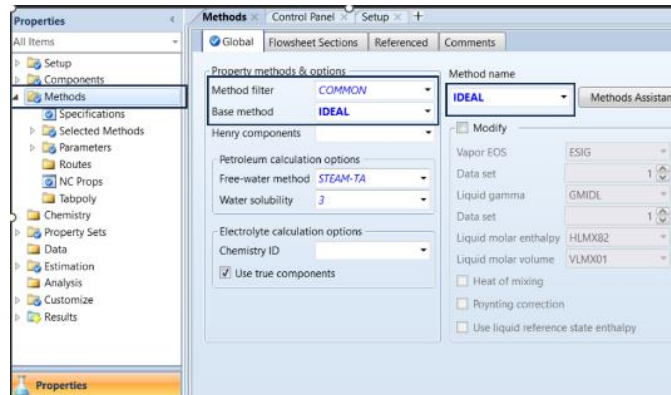 Properties
All Items
Setup
Components
Methods
Specifications
Selected Methods
Parameters
Routes
NC Props
Tabpoly
Chemistry
Property Sets
Data
Estimation
Analysis
Customize
Results
Properties
Methods × Control Panel × Setup × +
Global Flowsheet Sections Referenced Comments
Property methods & options
Method filter COMMON
Base method IDEAL
Henry components
Petroleum calculation options
Free-water method STEAM-TA
Water solubility 3
Electrolyte calculation options
Chemistry ID
Use true components
Method name
IDEAL Methods Assistan
Modify
Vapor EOS ESIG
Data set 1
Liquid gamma GMIDL
Data set 1
Liquid molar enthalpy HLMX82
Liquid molar volume VLMX01
Heat of mixing
Poynting correction
Use liquid reference state enthalpy